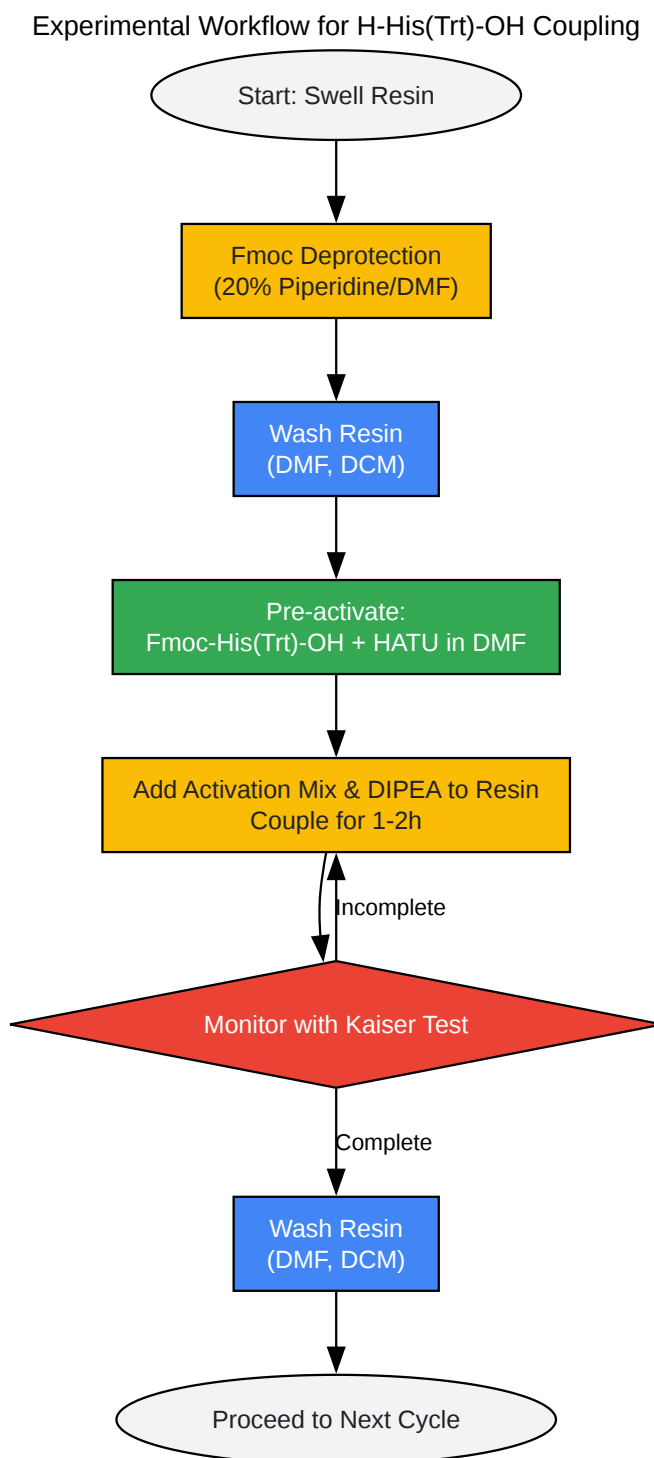 Experimental Workflow for H-His(Trt)-OH Coupling
Start: Swell Resin
Fmoc Deprotection
(20% Piperidine/DMF)
Wash Resin
(DMF, DCM)
Pre-activate:
Fmoc-His(Trt)-OH + HATU in DMF
Add Activation Mix & DIPEA to Resin
Couple for 1-2h
Incomplete
Monitor with Kaiser Test
Complete
Wash Resin
(DMF, DCM)
Proceed to Next Cycle